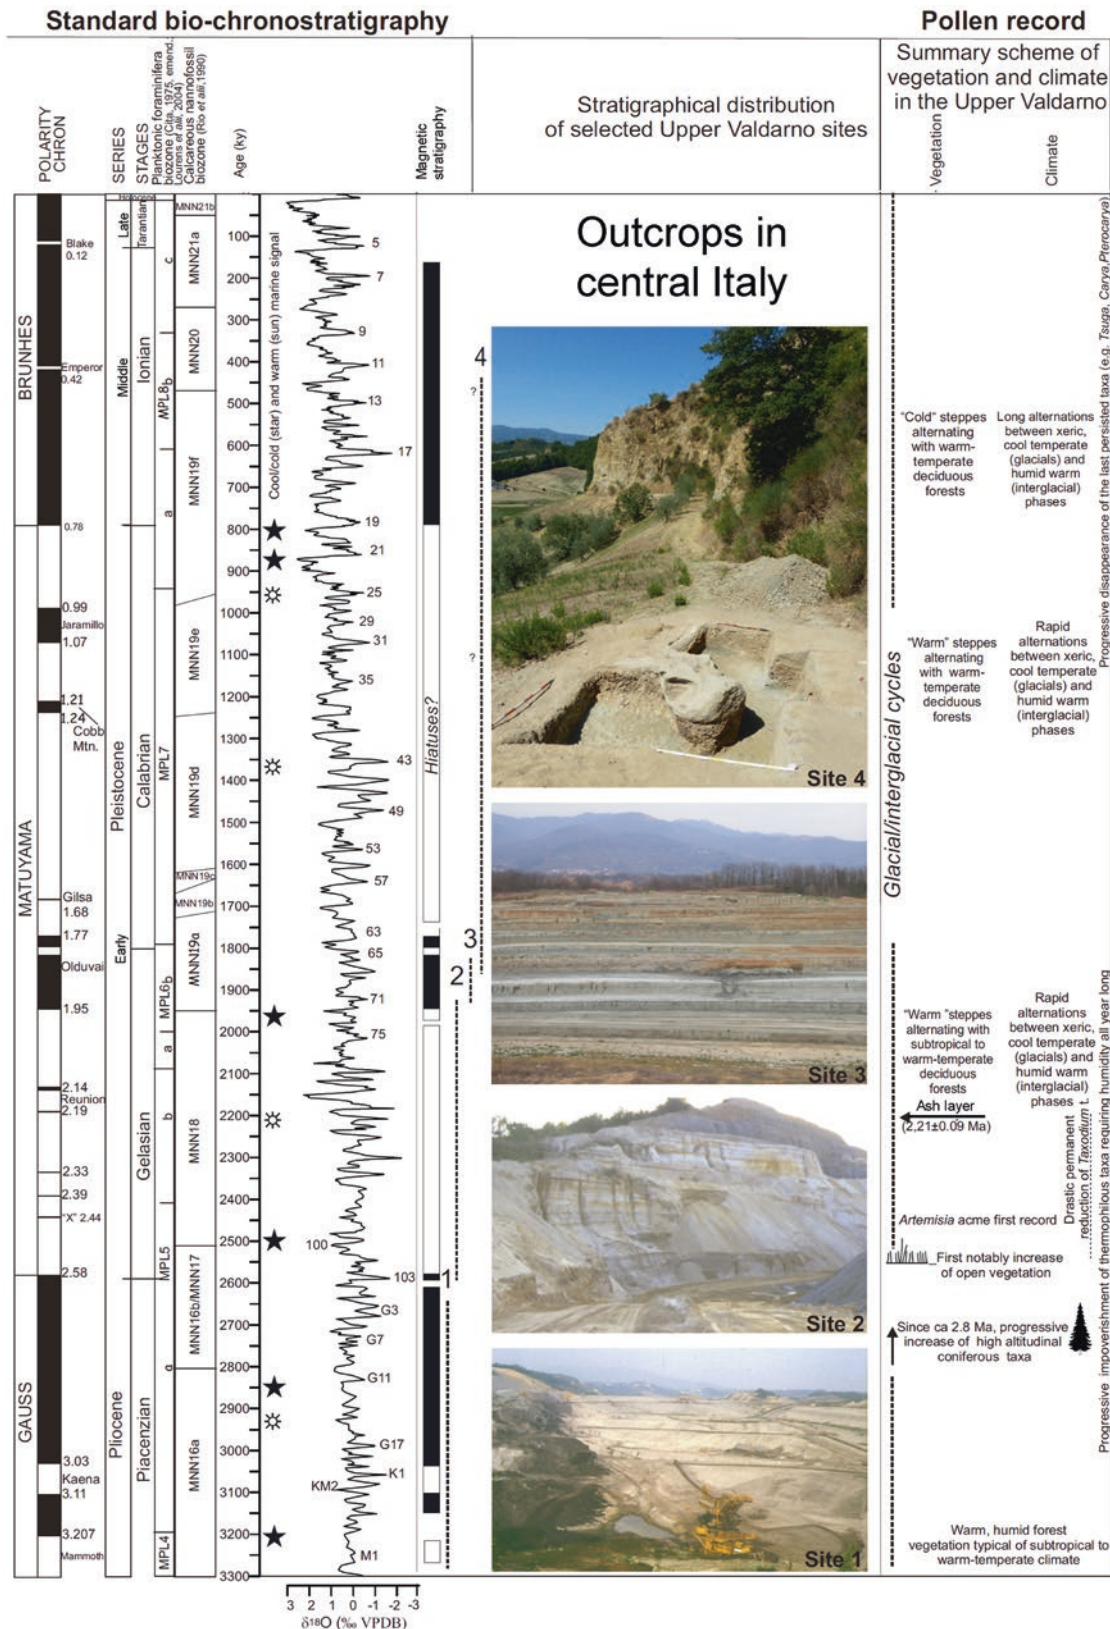 Standard bio-chronostratigraphy
Pollen record
POLARITY
CHRON
SERIES
STAGES
Planktonic foraminifera
biozone (Cita, 1975, emend.;
Lourens et alii, 2004)
Calcareous nannofossil
biozone (Rio et alii,1990)
Age (ky)
Magnetic
stratigraphy
Stratigraphical distribution
of selected Upper Valdarno sites
Summary scheme of
vegetation and climate
in the Upper Valdarno
Vegetation
Climate
BRUNHES
MATUYAMA
GAUSS
Blake
0.12
Emperor
0.42
0.78
0.99
Jaramillo
1.07
1.21
1.24
Cobb
Mtn.
Gilsa
1.68
1.77
Olduvai
1.95
2.14
Reunion
2.19
2.33
2.39
"X" 2.44
2.58
3.03
Kaena
3.11
3.207
Mammoth
Holocene
Late
Middle
Early
Pleistocene
Pliocene
Tarantian
Ionian
Calabrian
Gelasian
Piacenzian
c
MPL8b
a
MPL7
MPL6b
a
b
MPL5
a
MPL4
MNN21b
MNN21a
MNN20
MNN19f
MNN19e
MNN19d
MNN19c
MNN19b
MNN19a
MNN18
MNN16b/MNN17
MNN16a
100
200
300
400
500
600
700
800
900
1000
1100
1200
1300
1400
1500
1600
1700
1800
1900
2000
2100
2200
2300
2400
2500
2600
2700
2800
2900
3000
3100
3200
3300
Cool/cold (star) and warm (sun) marine signal
5
7
9
11
13
17
19
21
25
29
31
35
43
49
53
57
63
65
71
75
100
103
G3
G7
G11
G17
K1
KM2
M1
3 2 1 0 -1 -2 -3
δ18O (‰ VPDB)
Hiatuses?
4
?
?
3
2
1
Outcrops in
central Italy
Site 4
Site 3
Site 2
Site 1
Glacial/interglacial cycles
"Cold" steppes
alternating
with warm-
temperate
deciduous
forests
Long alternations
between xeric,
cool temperate
(glacials) and
humid warm
(interglacial)
phases
"Warm" steppes
alternating
with warm-
temperate
deciduous
forests
Rapid
alternations
between xeric,
cool temperate
(glacials) and
humid warm
(interglacial)
phases
"Warm "steppes
alternating with
subtropical to
warm-temperate
deciduous
forests
Rapid
alternations
between xeric,
cool temperate
(glacials) and
humid warm
(interglacial)
phases
Ash layer
(2,21±0.09 Ma)
Drastic permanent
reduction of Taxodium t.
Artemisia acme first record
First notably increase
of open vegetation
Since ca 2.8 Ma, progressive
increase of high altitudinal
coniferous taxa
Warm, humid forest
vegetation typical of subtropical to
warm-temperate climate
Progressive impoverishment of thermophilous taxa requiring humidity all year long
Progressive disappearance of the last persisted taxa (e.g. Tsuga, Carya, Pterocarya)